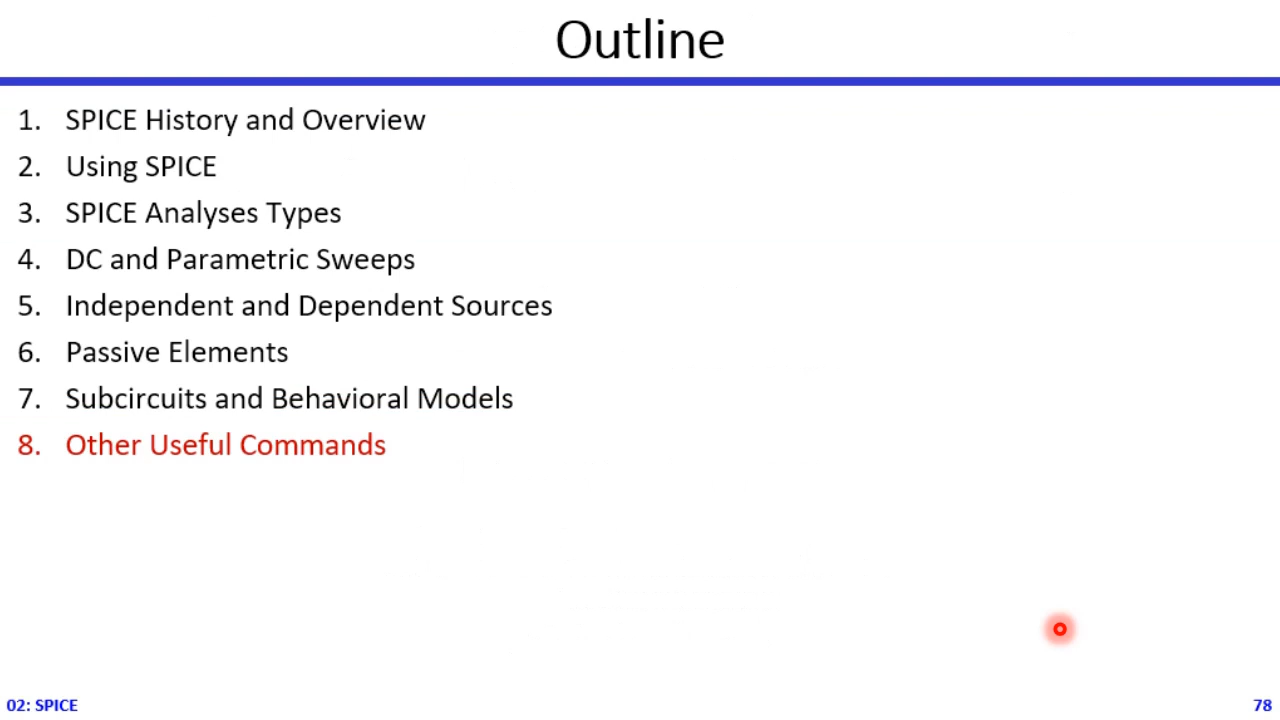 Outline
1. SPICE History and Overview
2. Using SPICE
3. SPICE Analyses Types
4. DC and Parametric Sweeps
5. Independent and Dependent Sources
6. Passive Elements
7. Subcircuits and Behavioral Models
8. Other Useful Commands
02: SPICE
78